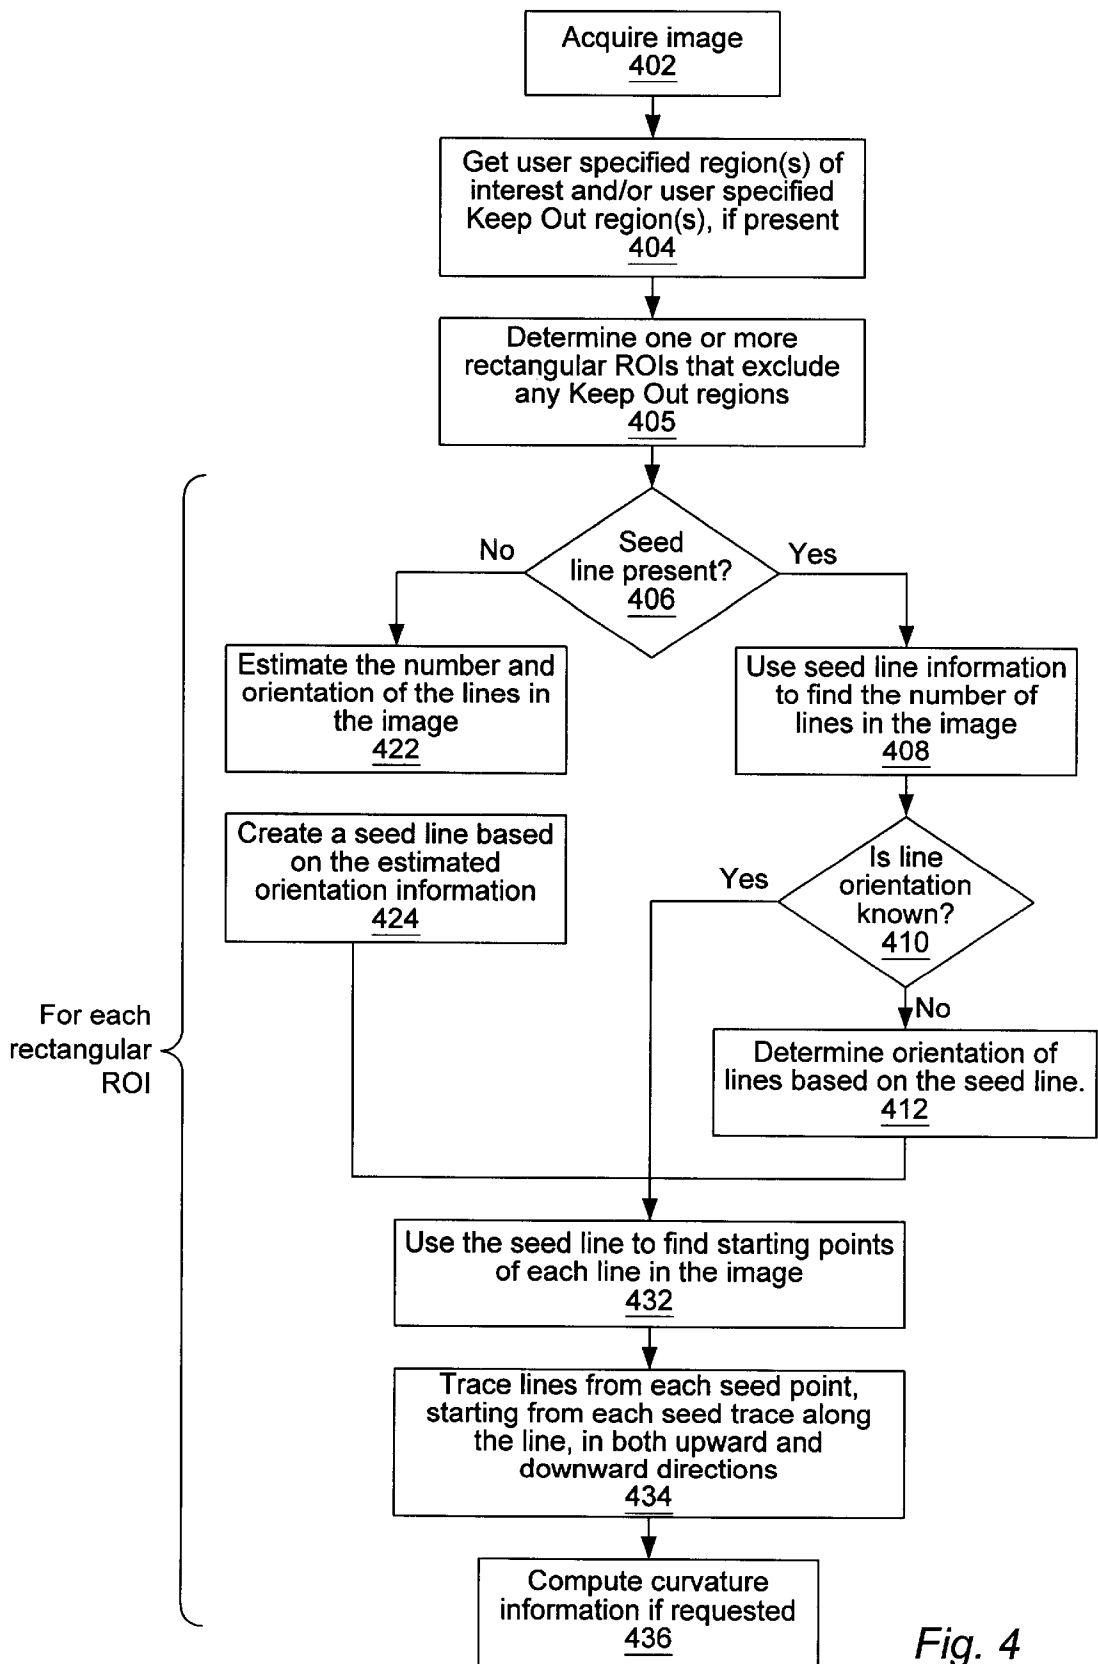 Acquire image
402
Get user specified region(s) of
interest and/or user specified
Keep Out region(s), if present
404
Determine one or more
rectangular ROIs that exclude
any Keep Out regions
405
Seed
line present?
406
No
Yes
Estimate the number and
orientation of the lines in
the image
422
Use seed line information
to find the number of
lines in the image
408
Create a seed line based
on the estimated
orientation information
424
Is line
orientation
known?
410
Yes
No
Determine orientation of
lines based on the seed line.
412
For each
rectangular
ROI
Use the seed line to find starting points
of each line in the image
432
Trace lines from each seed point,
starting from each seed trace along
the line, in both upward and
downward directions
434
Compute curvature
information if requested
436
Fig. 4